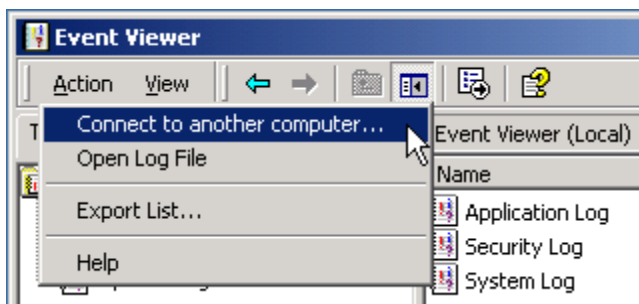 Event Viewer
Action View
Connect to another computer...
Open Log File
Export List...
Help
Event Viewer (Local)
Name
Application Log
Security Log
System Log